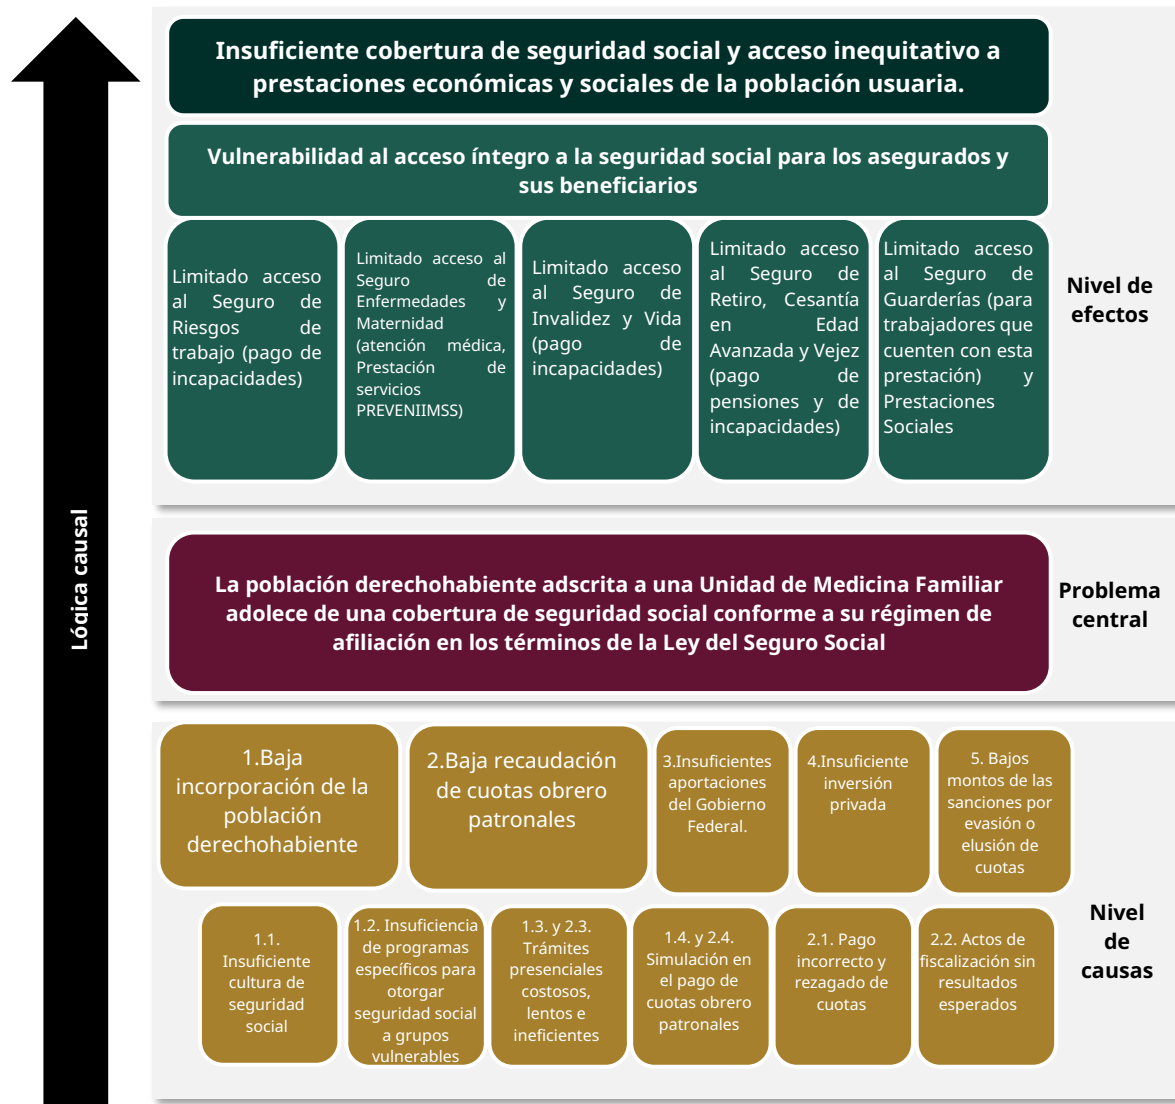 Insuficiente cobertura de seguridad social y acceso inequitativo a
prestaciones económicas y sociales de la población usuaria.
Vulnerabilidad al acceso íntegro a la seguridad social para los asegurados y
sus beneficiarios
Limitado acceso
al Seguro de
Riesgos de
trabajo (pago de
incapacidades)
Limitado acceso al
Seguro de
Enfermedades y
Maternidad
(atención médica,
Prestación de
servicios
PREVENIIMSS)
Limitado acceso
al Seguro de
Invalidez y Vida
(pago de
incapacidades)
Limitado acceso
al Seguro de
Retiro, Cesantía
en Edad
Avanzada y Vejez
(pago de
pensiones y de
incapacidades)
Limitado acceso
al Seguro de
Guarderías (para
trabajadores que
cuenten con esta
prestación) y
Prestaciones
Sociales
Nivel de
efectos
Lógica causal
La población derechohabiente adscrita a una Unidad de Medicina Familiar
adolece de una cobertura de seguridad social conforme a su régimen de
afiliación en los términos de la Ley del Seguro Social
Problema
central
1.Baja
incorporación de la
población
derechohabiente
2.Baja recaudación
de cuotas obrero
patronales
3.Insuficientes
aportaciones
del Gobierno
Federal.
4.Insuficiente
inversión
privada
5. Bajos
montos de las
sanciones por
evasión o
elusión de
cuotas
1.1.
Insuficiente
cultura de
seguridad
social
1.2. Insuficiencia
de programas
específicos para
otorgar
seguridad social
a grupos
vulnerables
1.3. y 2.3.
Trámites
presenciales
costosos,
lentos e
ineficientes
1.4. y 2.4.
Simulación en
el pago de
cuotas obrero
patronales
2.1. Pago
incorrecto y
rezagado de
cuotas
2.2. Actos de
fiscalización sin
resultados
esperados
Nivel
de
causas